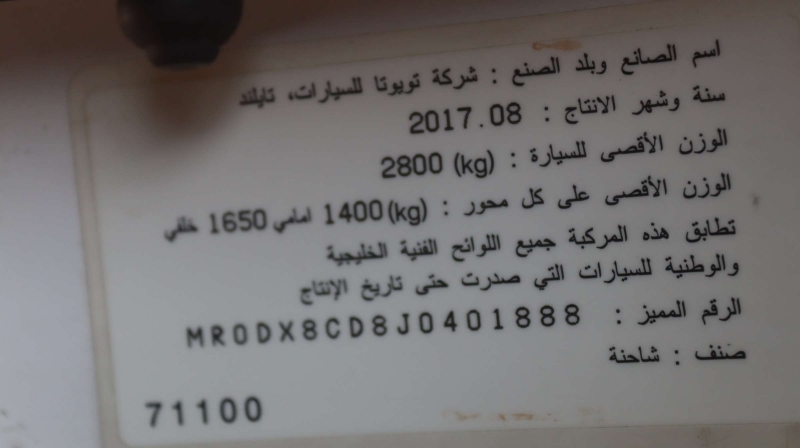 اسم الصانع وبلد الصنع : شركة تويوتا للسيارات، تايلند
سنة وشهر الانتاج : 2017.08
الوزن الأقصى للسيارة : (kg) 2800
الوزن الأقصى على كل محور : (kg) 1400 امامي 1650 خلفي
تطابق هذه المركبة جميع اللوائح الفنية الخليجية
والوطنية للسيارات التي صدرت حتى تاريخ الإنتاج
الرقم المميز : MR0DX8CD8J0401888
صنف : شاحنة
71100